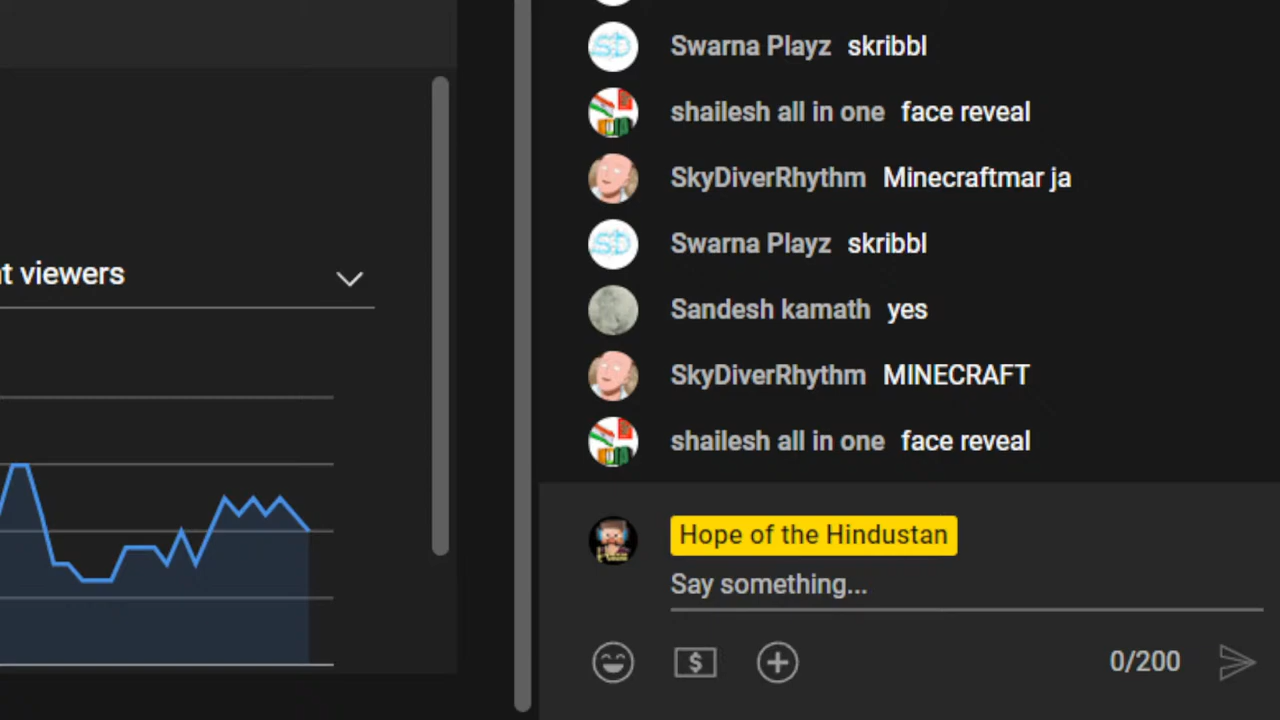 Swarna Playz skribbl
shailesh all in one face reveal
SkyDiverRhythm Minecraftmar ja
Swarna Playz skribbl
t viewers
Sandesh kamath yes
SkyDiverRhythm MINECRAFT
shailesh all in one face reveal
Hope of the Hindustan
Say something...
0/200